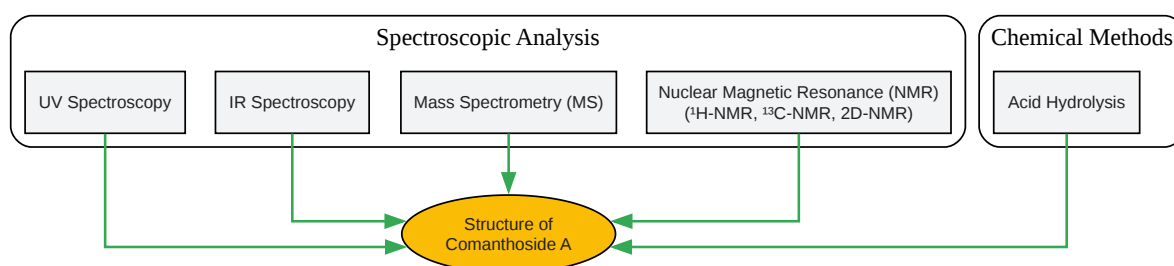 Spectroscopic Analysis
Chemical Methods
UV Spectroscopy
IR Spectroscopy
Mass Spectrometry (MS)
Nuclear Magnetic Resonance (NMR)
(¹H-NMR, ¹³C-NMR, 2D-NMR)
Acid Hydrolysis
Structure of
Comanthoside A